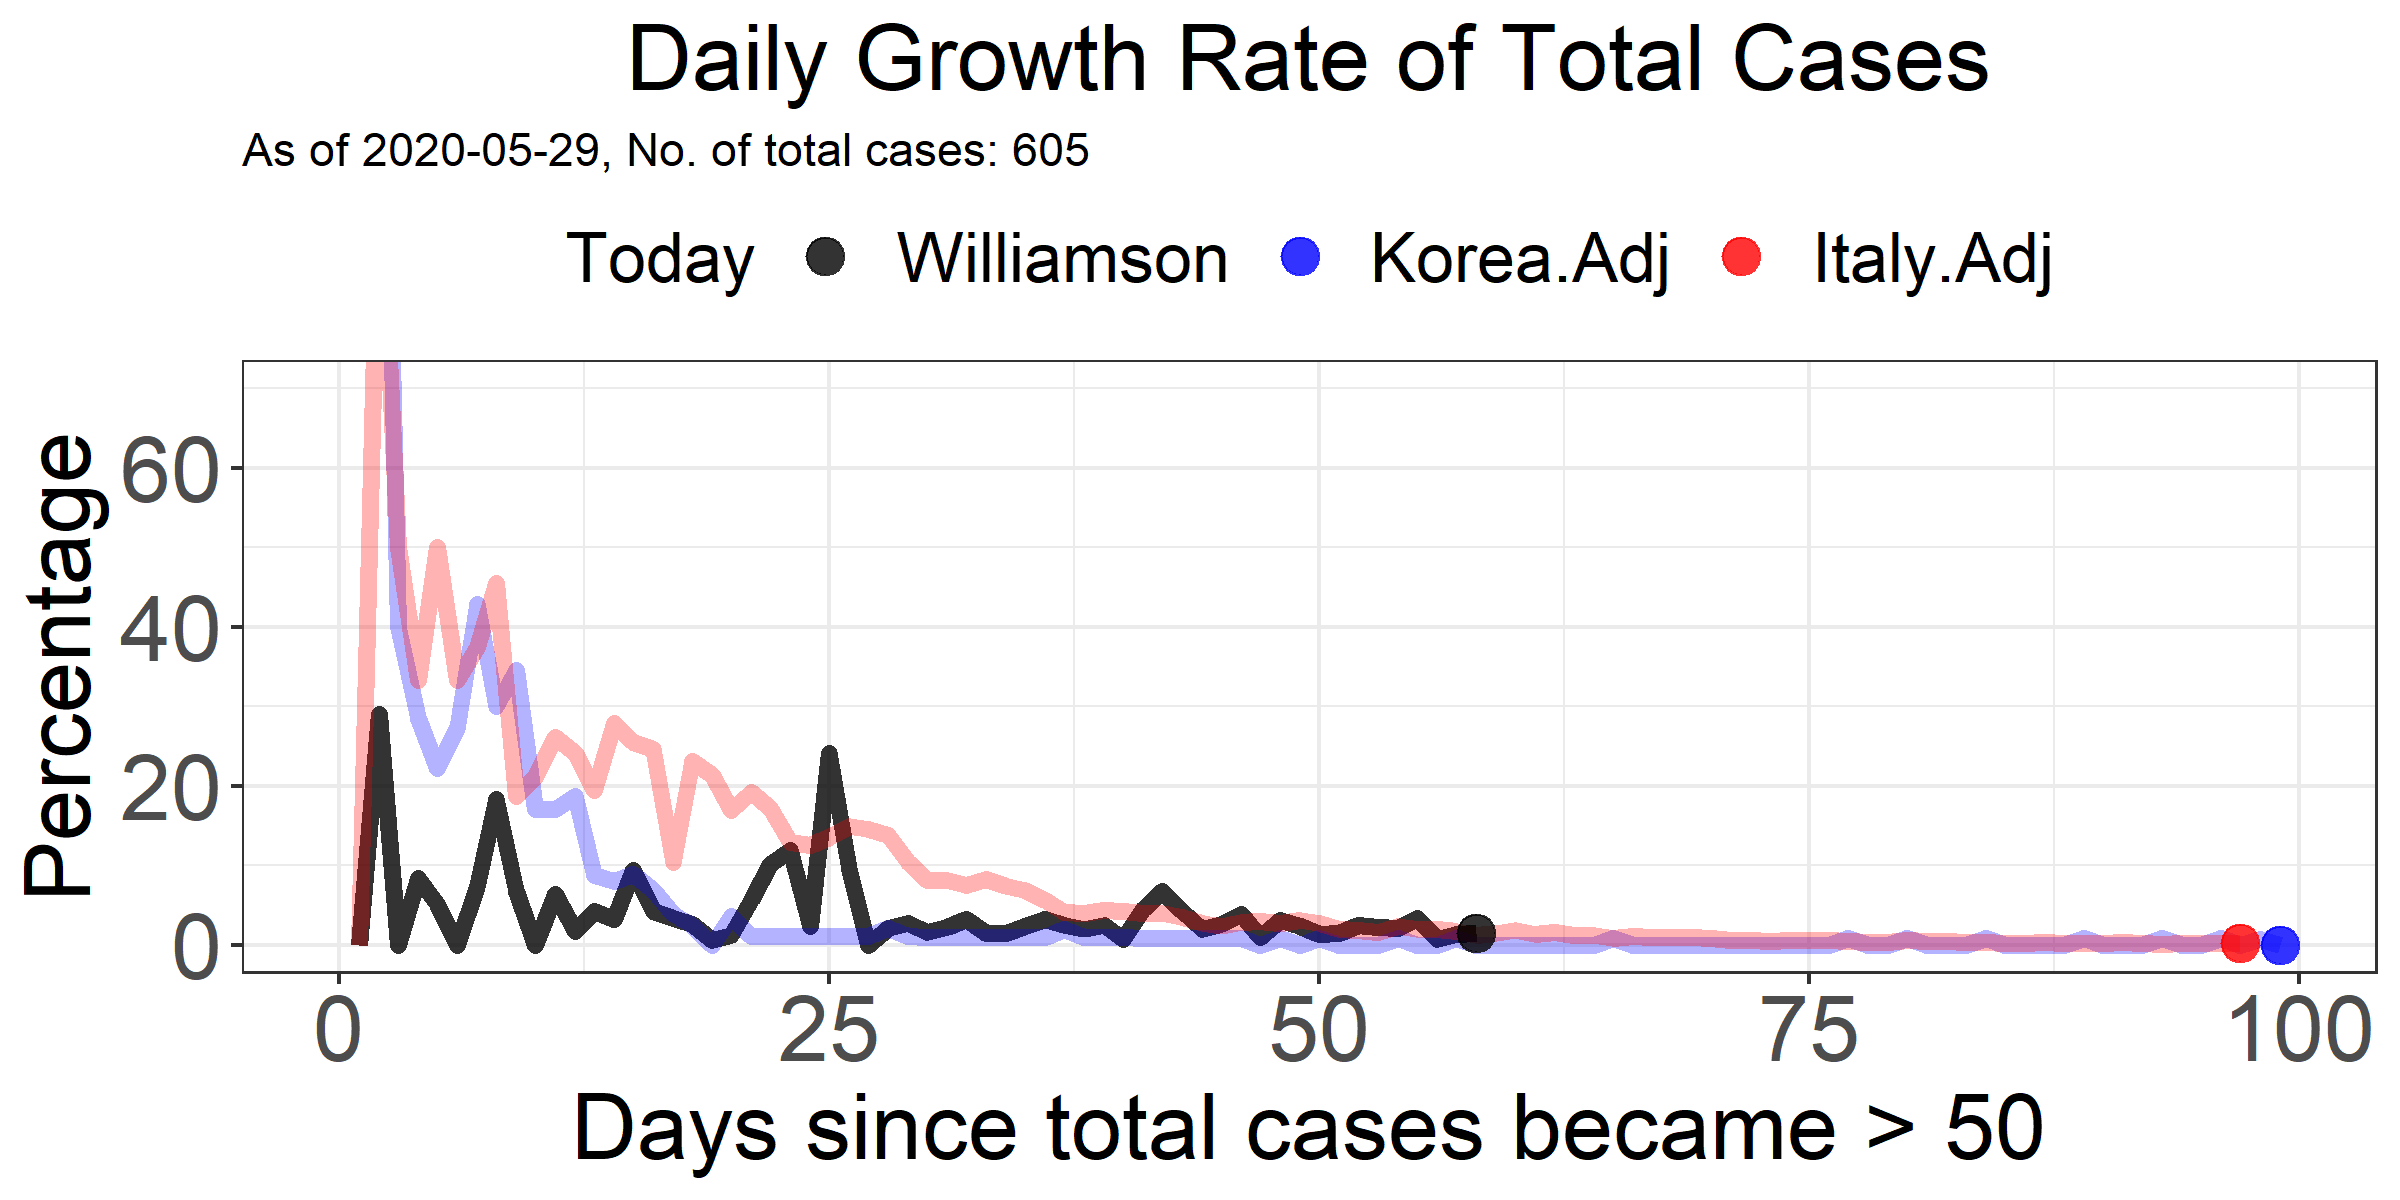 Daily Growth Rate of Total Cases
As of 2020-05-29, No. of total cases: 605
Today Williamson Korea.Adj Italy.Adj
Percentage
60
40
20
0
0 25 50 75 100
Days since total cases became > 50